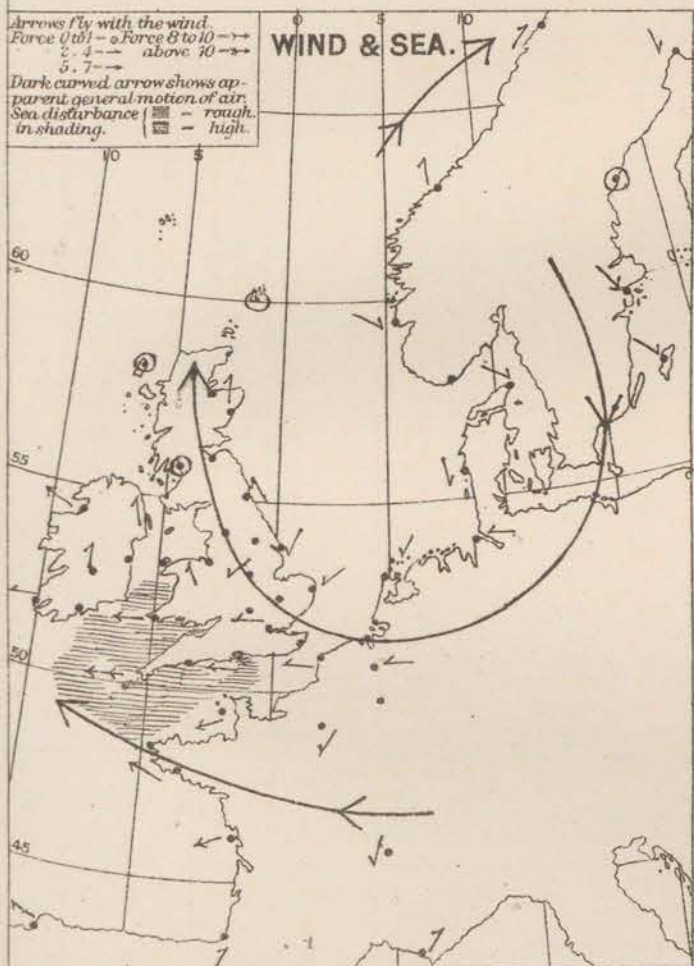 Arrows fly with the wind.
Force 0 to 1 – Force 8 to 10 –
2. 4 – above 10 –
5. 7 –
Dark curved arrow shows ap-
parent general motion of air.
Sea disturbance – rough.
in shading. – high.
WIND & SEA.
0 5 10
10 5
60
55
50
45